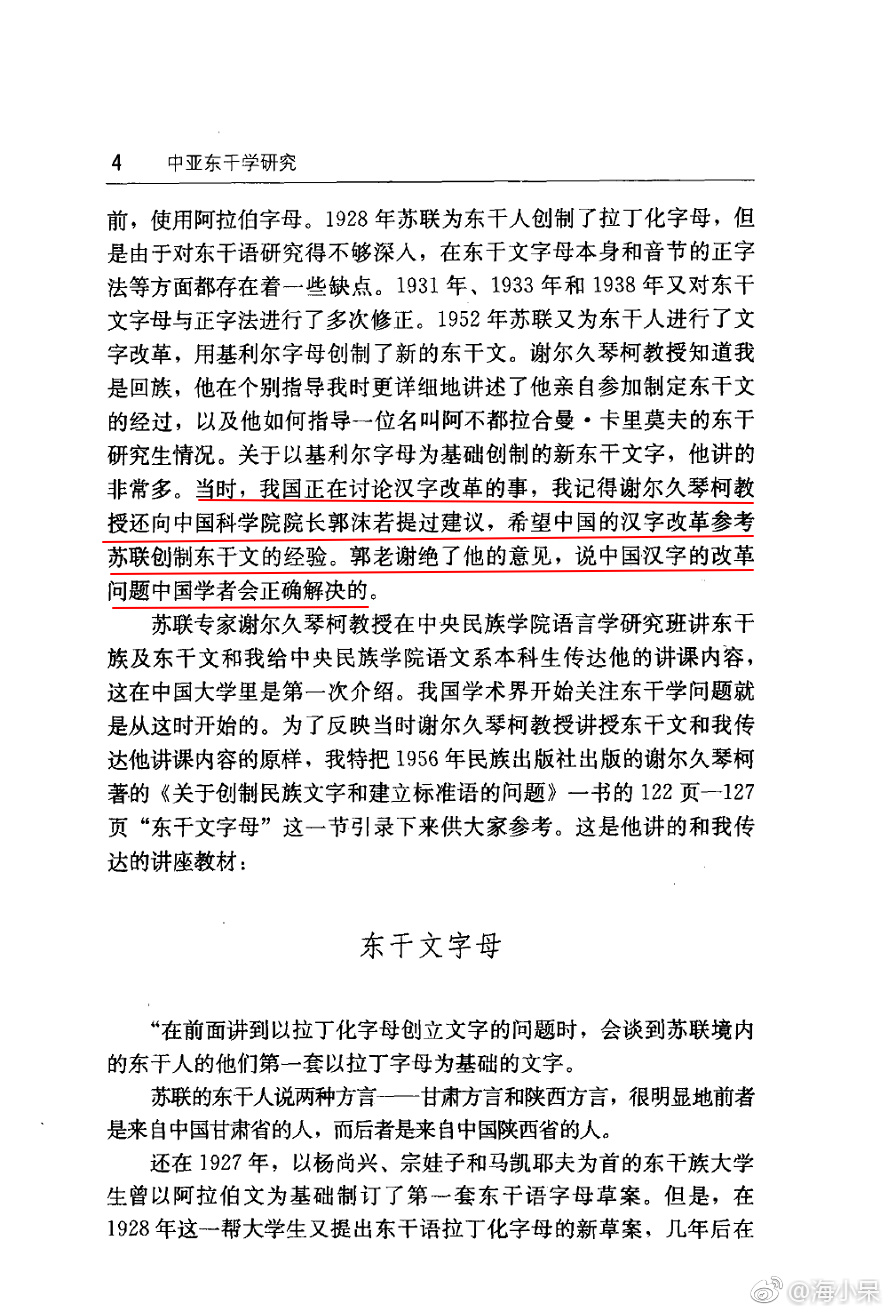 4 中亚东干学研究
前，使用阿拉伯字母。1928年苏联为东干人创制了拉丁化字母，但
是由于对东干语研究得不够深入，在东干文字母本身和音节的正字
法等方面都存在着一些缺点。1931年、1933年和1938年又对东干
文字母与正字法进行了多次修正。1952年苏联又为东干人进行了文
字改革，用基利尔字母创制了新的东干文。谢尔久琴柯教授知道我
是回族，他在个别指导我时更详细地讲述了他亲自参加制定东干文
的经过，以及他如何指导一位名叫阿不都拉合曼·卡里莫夫的东干
研究生情况。关于以基利尔字母为基础创制的新东干文字，他讲的
非常多。当时，我国正在讨论汉字改革的事，我记得谢尔久琴柯教
授还向中国科学院院长郭沫若提过建议，希望中国的汉字改革参考
苏联创制东干文的经验。郭老谢绝了他的意见，说中国汉字的改革
问题中国学者会正确解决的。
苏联专家谢尔久琴柯教授在中央民族学院语言学研究班讲东干
族及东干文和我给中央民族学院语文系本科生传达他的讲课内容，
这在中国大学里是第一次介绍。我国学术界开始关注东干学问题就
是从这时开始的。为了反映当时谢尔久琴柯教授讲授东干文和我传
达他讲课内容的原样，我特把1956年民族出版社出版的谢尔久琴柯
著的《关于创制民族文字和建立标准语的问题》一书的122页—127
页“东干文字母”这一节引录下来供大家参考。这是他讲的和我传
达的讲座教材：
东干文字母
“在前面讲到以拉丁化字母创立文字的问题时，会谈到苏联境内
的东干人的他们第一套以拉丁字母为基础的文字。
苏联的东干人说两种方言——甘肃方言和陕西方言，很明显地前者
是来自中国甘肃省的人，而后者是来自中国陕西省的人。
还在1927年，以杨尚兴、宗娃子和马凯耶夫为首的东干族大学
生曾以阿拉伯文为基础制订了第一套东干语字母草案。但是，在
1928年这一帮大学生又提出东干语拉丁化字母的新草案，几年后在
@海小呆